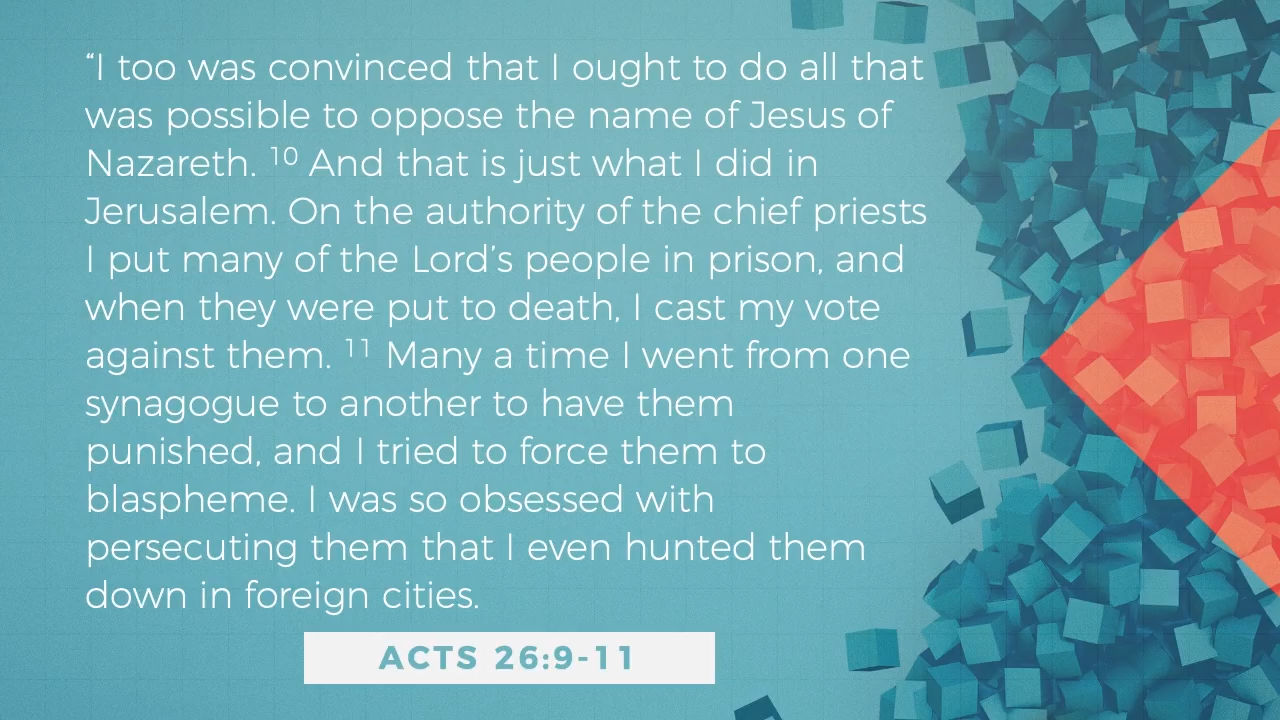 “I too was convinced that I ought to do all that
was possible to oppose the name of Jesus of
Nazareth. ¹⁰ And that is just what I did in
Jerusalem. On the authority of the chief priests
I put many of the Lord’s people in prison, and
when they were put to death, I cast my vote
against them. ¹¹ Many a time I went from one
synagogue to another to have them
punished, and I tried to force them to
blaspheme. I was so obsessed with
persecuting them that I even hunted them
down in foreign cities.
ACTS 26:9-11